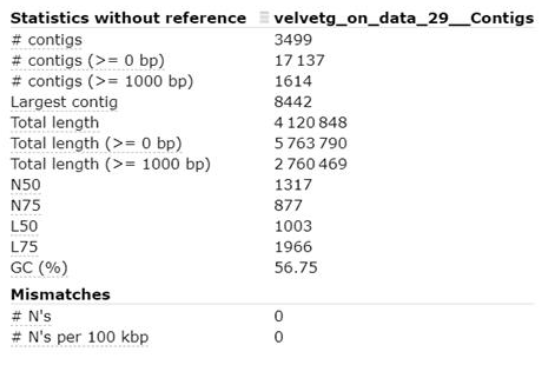 Statistics without reference velvetg_on_data_29__Contigs
# contigs 3499
# contigs (>= 0 bp) 17 137
# contigs (>= 1000 bp) 1614
Largest contig 8442
Total length 4 120 848
Total length (>= 0 bp) 5 763 790
Total length (>= 1000 bp) 2 760 469
N50 1317
N75 877
L50 1003
L75 1966
GC (%) 56.75
Mismatches
# N's 0
# N's per 100 kbp 0